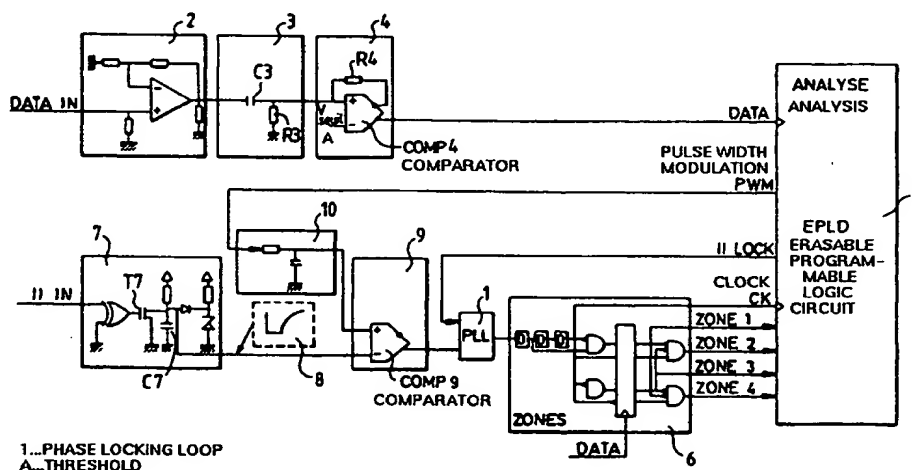 2
3
4
R4
C3
ANALYSE
ANALYSIS
DATA IN
R3
A
DATA
COMP 4
COMPARATOR
PULSE WIDTH
MODULATION
PWM
10
7
9
EPLD
ERASABLE
PROGRAM-
MABLE
LOGIC
CIRCUIT
II LOCK
II IN
T7
CLOCK
CK
1
PLL
D D D
ZONE 1
ZONE 2
ZONE 3
ZONE 4
C7
8
COMP 9
COMPARATOR
ZONES
DATA
6
1...PHASE LOCKING LOOP
A...THRESHOLD